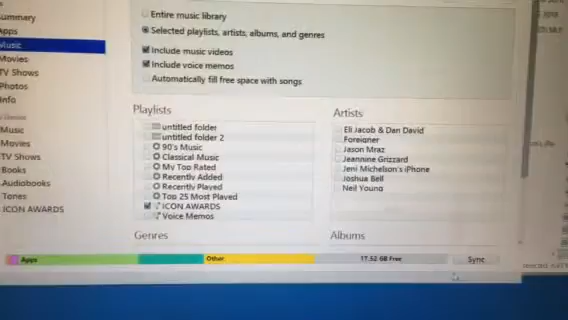 Summary
Apps
Music
Movies
TV Shows
Photos
Info
Music
Movies
TV Shows
Books
Audiobooks
Tones
ICON AWARDS
Entire music library
Selected playlists, artists, albums, and genres
Include music videos
Include voice memos
Automatically fill free space with songs
Playlists
untitled folder
untitled folder 2
90's Music
Classical Music
My Top Rated
Recently Added
Recently Played
Top 25 Most Played
ICON AWARDS
Voice Memos
Artists
Eli Jacob & Dan David
Foreigner
Jason Mraz
Jeannine Grizzard
Jeni Michelson's iPhone
Joshua Bell
Neil Young
Genres
Albums
Apps
Other
17.52 GB Free
Sync